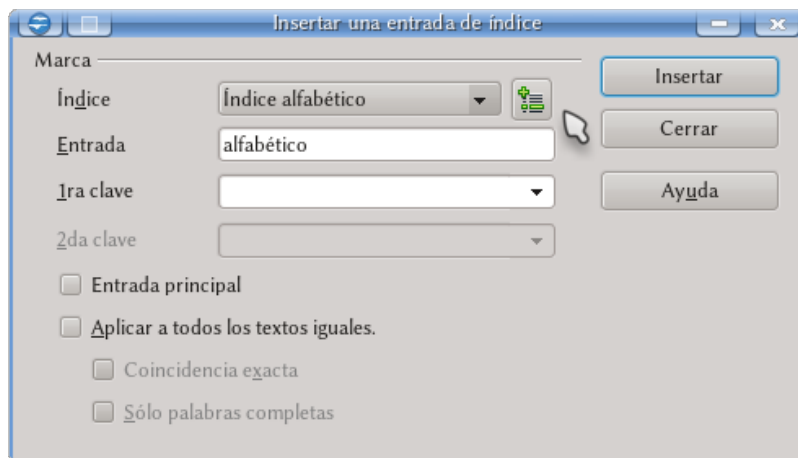 Insertar una entrada de índice
Marca
Índice
Índice alfabético
Entrada
alfabético
1ra clave
2da clave
Entrada principal
Aplicar a todos los textos iguales.
Coincidencia exacta
Sólo palabras completas
Insertar
Cerrar
Ayuda